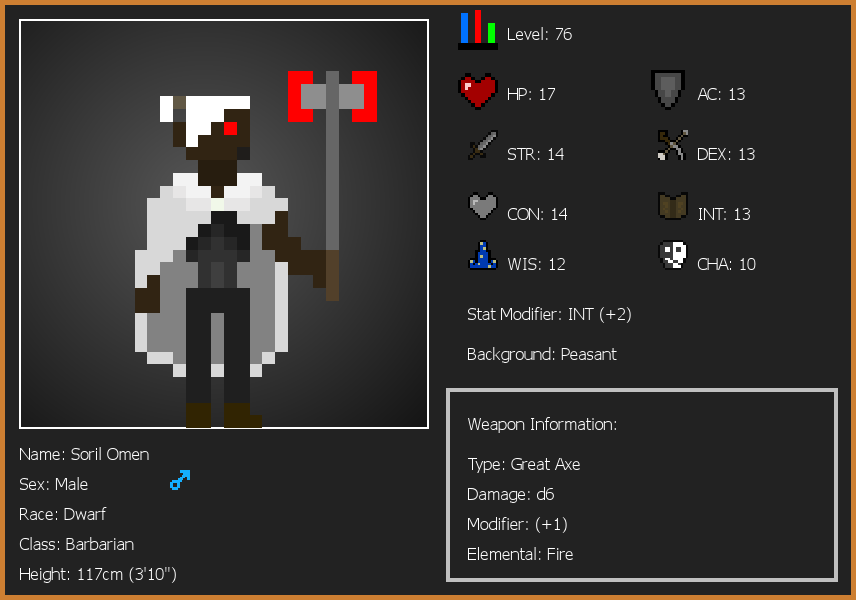 Level: 76
HP: 17
AC: 13
STR: 14
DEX: 13
CON: 14
INT: 13
WIS: 12
CHA: 10
Stat Modifier: INT (+2)
Background: Peasant
Weapon Information:
Type: Great Axe
Damage: d6
Modifier: (+1)
Elemental: Fire
Name: Soril Omen
Sex: Male
Race: Dwarf
Class: Barbarian
Height: 117cm (3'10")